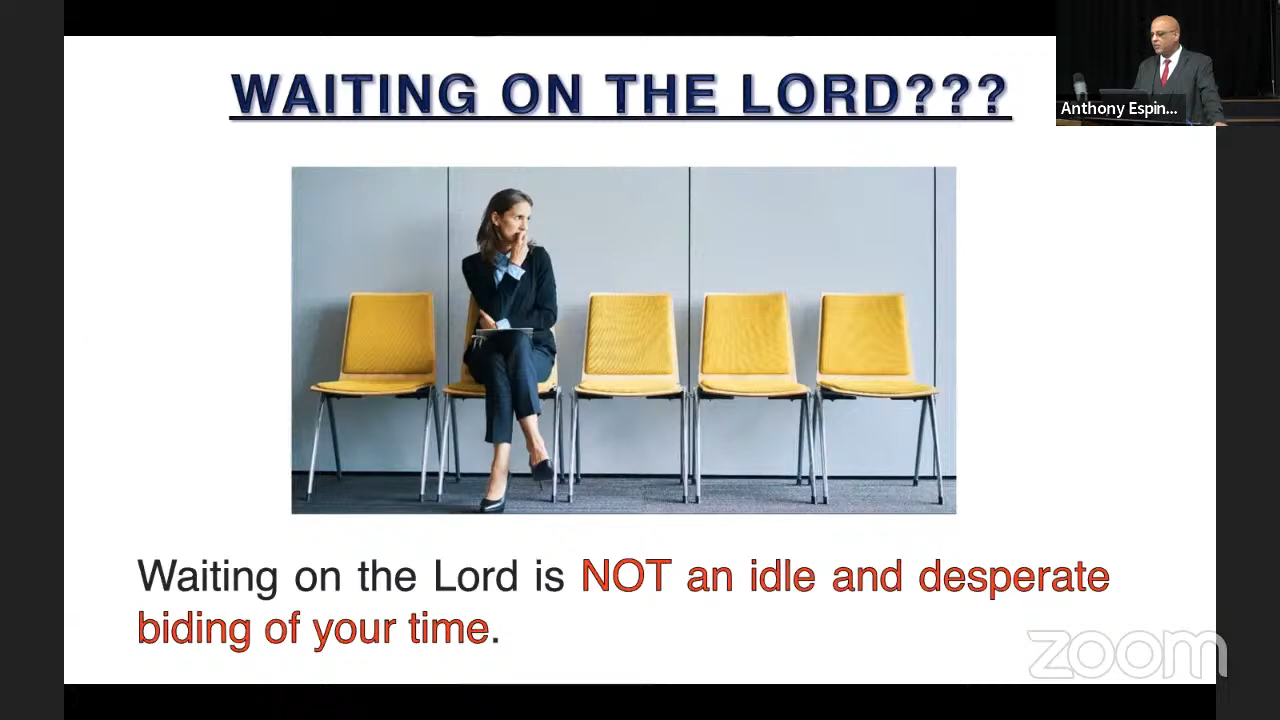 WAITING ON THE LORD???
Anthony Espin...
Waiting on the Lord is NOT an idle and desperate
biding of your time.
zoom